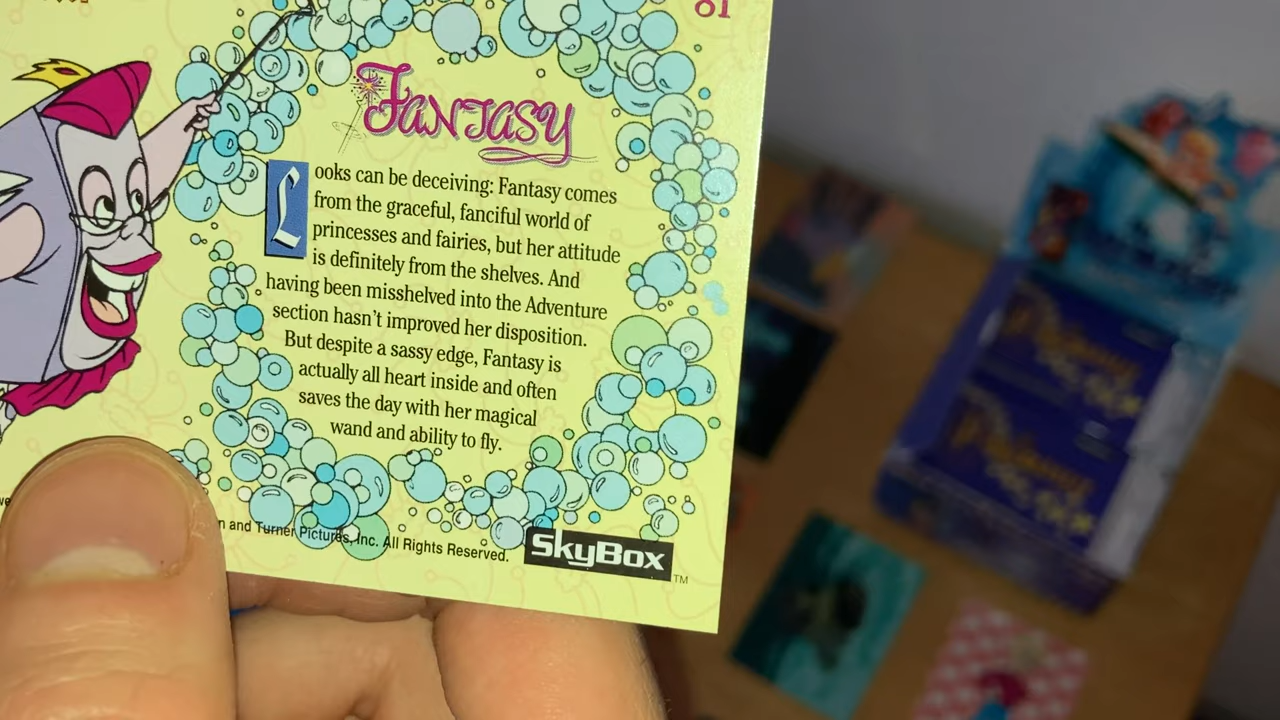 81
Fantasy
Looks can be deceiving: Fantasy comes
from the graceful, fanciful world of
princesses and fairies, but her attitude
is definitely from the shelves. And
having been misshelved into the Adventure
section hasn't improved her disposition.
But despite a sassy edge, Fantasy is
actually all heart inside and often
saves the day with her magical
wand and ability to fly.
and Turner Pictures, Inc. All Rights Reserved.
SkyBox
TM